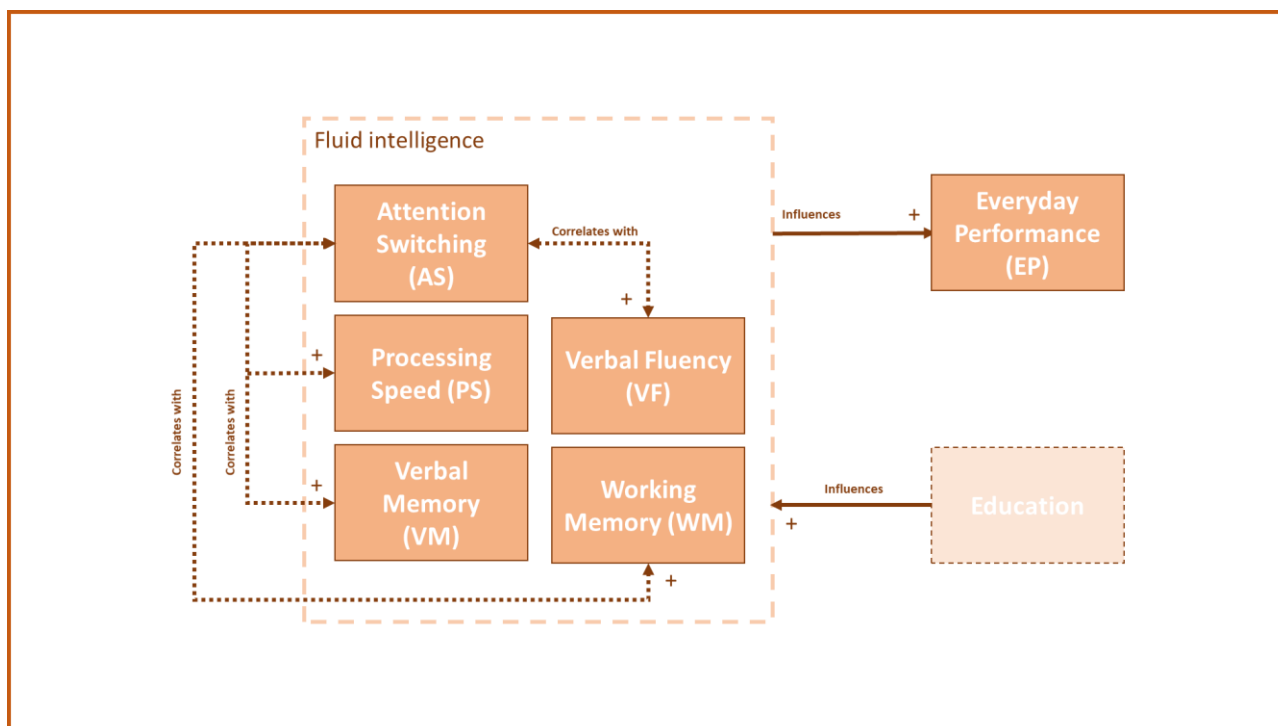 Fluid intelligence
Attention
Switching
(AS)
Correlates with
+
Influences
+
Everyday
Performance
(EP)
+
Processing
Speed (PS)
Verbal Fluency
(VF)
Correlates with
Correlates with
+
Verbal
Memory
(VM)
Working
Memory (WM)
+
Influences
+
Education